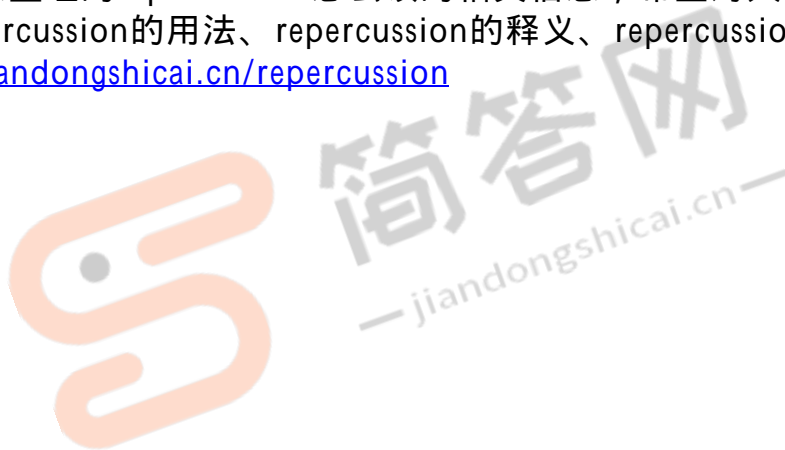 ercussion的用法、repercussion的释义、repercussio
andongshicai.cn/repercussion
简答网
jiandongshicai.cn